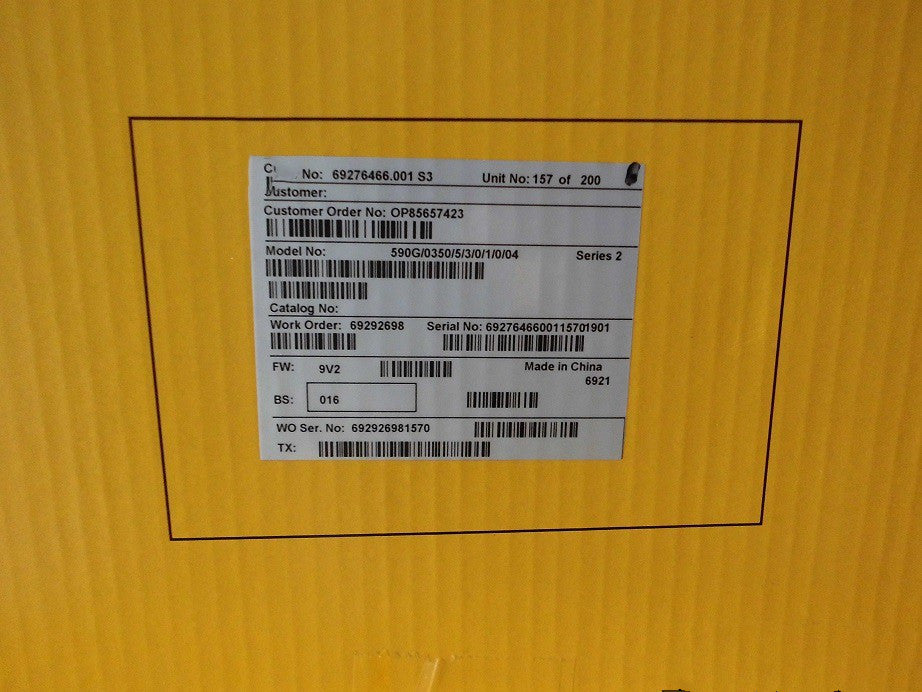 No: 69276466.001 S3 Unit No: 157 of 200
Customer:
Customer Order No: OP85657423
Model No: 590G/0350/5/3/0/1/0/04 Series 2
Catalog No:
Work Order: 69292698 Serial No: 6927646600115701901
FW: 9V2 Made in China
6921
BS: 016
WO Ser. No: 692926981570
TX: